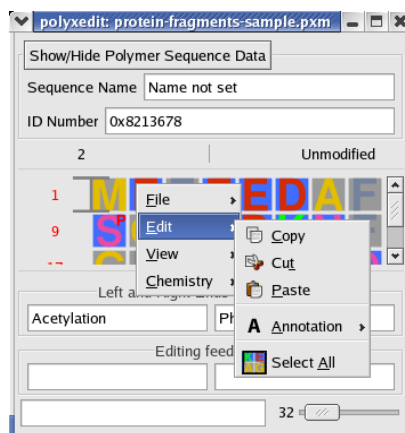 polyxedit: protein-fragments-sample.pxm
Show/Hide Polymer Sequence Data
Sequence Name Name not set
ID Number 0x8213678
2 Unmodified
1 M E D A F
File
9 S P
Edit
Copy
View
Cut
Chemistry
Paste
Left and
Acetylation Ph
Annotation
Editing feed
Select All
32